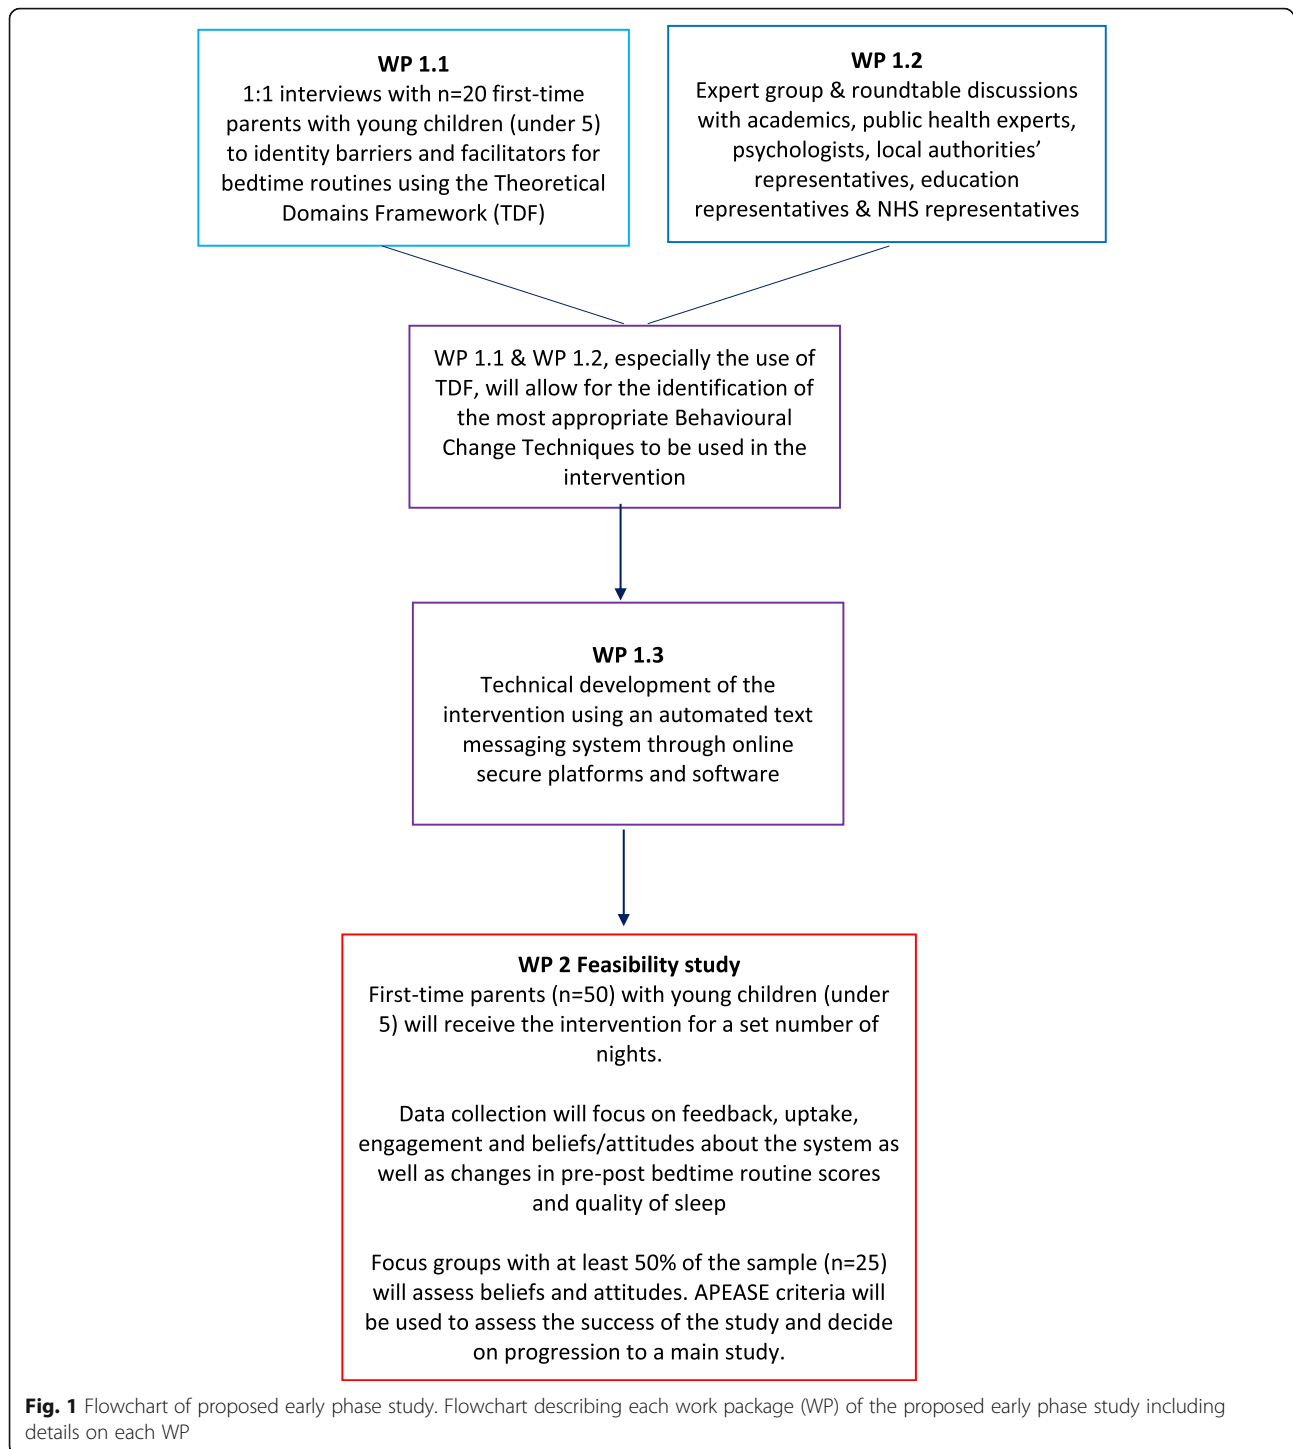 WP 1.1
1:1 interviews with n=20 first-time
parents with young children (under 5)
to identity barriers and facilitators for
bedtime routines using the Theoretical
Domains Framework (TDF)
WP 1.2
Expert group & roundtable discussions
with academics, public health experts,
psychologists, local authorities’
representatives, education
representatives & NHS representatives
WP 1.1 & WP 1.2, especially the use of
TDF, will allow for the identification of
the most appropriate Behavioural
Change Techniques to be used in the
intervention
WP 1.3
Technical development of the
intervention using an automated text
messaging system through online
secure platforms and software
WP 2 Feasibility study
First-time parents (n=50) with young children (under
5) will receive the intervention for a set number of
nights.
Data collection will focus on feedback, uptake,
engagement and beliefs/attitudes about the system as
well as changes in pre-post bedtime routine scores
and quality of sleep
Focus groups with at least 50% of the sample (n=25)
will assess beliefs and attitudes. APEASE criteria will
be used to assess the success of the study and decide
on progression to a main study.
Fig. 1 Flowchart of proposed early phase study. Flowchart describing each work package (WP) of the proposed early phase study including
details on each WP